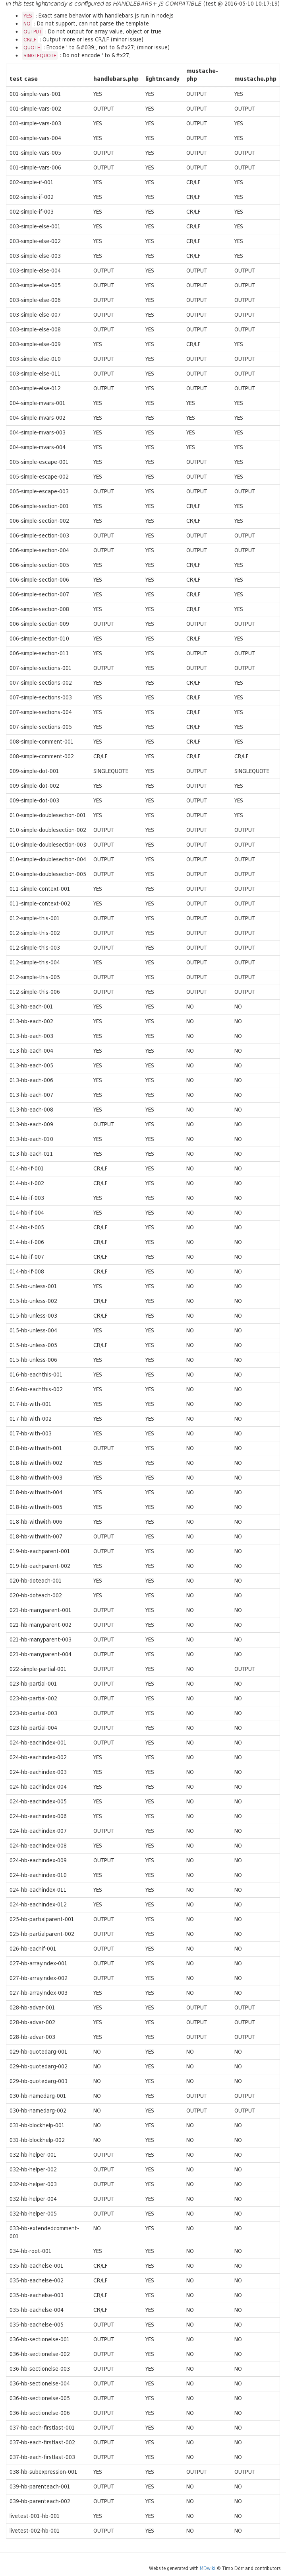 In this test lightncandy is configured as HANDLEBARS + JS COMPATIBLE (test @ 2016-05-10 10:17:19)
• YES : Exact same behavior with handlebars.js run in nodejs
• NO : Do not support, can not parse the template
• OUTPUT : Do not output for array value, object or true
• CR/LF : Output more or less CR/LF (minor issue)
• QUOTE : Encode ' to &#039;, not to &#x27; (minor issue)
• SINGLEQUOTE : Do not encode ' to &#x27;
test case handlebars.php lightncandy mustache-php mustache.php
001-simple-vars-001 YES YES OUTPUT YES
001-simple-vars-002 OUTPUT YES OUTPUT OUTPUT
001-simple-vars-003 YES YES OUTPUT YES
001-simple-vars-004 YES YES OUTPUT YES
001-simple-vars-005 OUTPUT YES OUTPUT OUTPUT
001-simple-vars-006 YES YES OUTPUT OUTPUT
002-simple-if-001 YES YES CR/LF YES
002-simple-if-002 YES YES CR/LF YES
002-simple-if-003 YES YES CR/LF YES
003-simple-else-001 YES YES CR/LF YES
003-simple-else-002 YES YES CR/LF YES
003-simple-else-003 YES YES CR/LF YES
003-simple-else-004 OUTPUT YES OUTPUT OUTPUT
003-simple-else-005 OUTPUT YES OUTPUT OUTPUT
003-simple-else-006 OUTPUT YES OUTPUT OUTPUT
003-simple-else-007 OUTPUT YES OUTPUT OUTPUT
003-simple-else-008 OUTPUT YES OUTPUT OUTPUT
003-simple-else-009 YES YES CR/LF YES
003-simple-else-010 OUTPUT YES OUTPUT OUTPUT
003-simple-else-011 OUTPUT YES OUTPUT OUTPUT
003-simple-else-012 OUTPUT YES OUTPUT OUTPUT
004-simple-mvars-001 YES YES YES YES
004-simple-mvars-002 YES YES YES YES
004-simple-mvars-003 YES YES YES YES
004-simple-mvars-004 YES YES YES YES
005-simple-escape-001 YES YES OUTPUT YES
005-simple-escape-002 YES YES OUTPUT YES
005-simple-escape-003 OUTPUT YES OUTPUT OUTPUT
006-simple-section-001 YES YES CR/LF YES
006-simple-section-002 YES YES CR/LF YES
006-simple-section-003 OUTPUT YES OUTPUT OUTPUT
006-simple-section-004 OUTPUT YES OUTPUT OUTPUT
006-simple-section-005 YES YES CR/LF YES
006-simple-section-006 YES YES CR/LF YES
006-simple-section-007 YES YES CR/LF YES
006-simple-section-008 YES YES CR/LF YES
006-simple-section-009 OUTPUT YES OUTPUT OUTPUT
006-simple-section-010 YES YES CR/LF YES
006-simple-section-011 YES YES OUTPUT OUTPUT
007-simple-sections-001 OUTPUT YES OUTPUT OUTPUT
007-simple-sections-002 YES YES CR/LF YES
007-simple-sections-003 YES YES CR/LF YES
007-simple-sections-004 YES YES CR/LF YES
007-simple-sections-005 YES YES CR/LF YES
008-simple-comment-001 YES YES CR/LF YES
008-simple-comment-002 CR/LF YES CR/LF CR/LF
009-simple-dot-001 SINGLEQUOTE YES OUTPUT SINGLEQUOTE
009-simple-dot-002 YES YES OUTPUT YES
009-simple-dot-003 YES YES OUTPUT YES
010-simple-doublesection-001 YES YES OUTPUT YES
010-simple-doublesection-002 OUTPUT YES OUTPUT OUTPUT
010-simple-doublesection-003 OUTPUT YES OUTPUT OUTPUT
010-simple-doublesection-004 OUTPUT YES OUTPUT OUTPUT
010-simple-doublesection-005 OUTPUT YES OUTPUT OUTPUT
011-simple-context-001 YES YES OUTPUT OUTPUT
011-simple-context-002 YES YES OUTPUT OUTPUT
012-simple-this-001 OUTPUT YES OUTPUT OUTPUT
012-simple-this-002 OUTPUT YES OUTPUT OUTPUT
012-simple-this-003 OUTPUT YES OUTPUT OUTPUT
012-simple-this-004 YES YES OUTPUT OUTPUT
012-simple-this-005 OUTPUT YES OUTPUT OUTPUT
012-simple-this-006 OUTPUT YES OUTPUT OUTPUT
013-hb-each-001 YES YES NO NO
013-hb-each-002 YES YES NO NO
013-hb-each-003 YES YES NO NO
013-hb-each-004 YES YES NO NO
013-hb-each-005 YES YES NO NO
013-hb-each-006 YES YES NO NO
013-hb-each-007 YES YES NO NO
013-hb-each-008 YES YES NO NO
013-hb-each-009 OUTPUT YES NO NO
013-hb-each-010 YES YES NO NO
013-hb-each-011 YES YES NO NO
014-hb-if-001 CR/LF YES NO NO
014-hb-if-002 CR/LF YES NO NO
014-hb-if-003 YES YES NO NO
014-hb-if-004 YES YES NO NO
014-hb-if-005 CR/LF YES NO NO
014-hb-if-006 CR/LF YES NO NO
014-hb-if-007 CR/LF YES NO NO
014-hb-if-008 CR/LF YES NO NO
015-hb-unless-001 YES YES NO NO
015-hb-unless-002 CR/LF YES NO NO
015-hb-unless-003 CR/LF YES NO NO
015-hb-unless-004 YES YES NO NO
015-hb-unless-005 CR/LF YES NO NO
015-hb-unless-006 YES YES NO NO
016-hb-eachthis-001 YES YES NO NO
016-hb-eachthis-002 YES YES NO NO
017-hb-with-001 YES YES NO NO
017-hb-with-002 YES YES NO NO
017-hb-with-003 YES YES NO NO
018-hb-withwith-001 OUTPUT YES NO NO
018-hb-withwith-002 YES YES NO NO
018-hb-withwith-003 YES YES NO NO
018-hb-withwith-004 YES YES NO NO
018-hb-withwith-005 YES YES NO NO
018-hb-withwith-006 YES YES NO NO
018-hb-withwith-007 OUTPUT YES NO NO
019-hb-eachparent-001 OUTPUT YES NO NO
019-hb-eachparent-002 YES YES NO NO
020-hb-doteach-001 YES YES NO NO
020-hb-doteach-002 YES YES NO NO
021-hb-manyparent-001 OUTPUT YES NO NO
021-hb-manyparent-002 OUTPUT YES NO NO
021-hb-manyparent-003 OUTPUT YES NO NO
021-hb-manyparent-004 OUTPUT YES NO NO
022-simple-partial-001 OUTPUT YES NO OUTPUT
023-hb-partial-001 OUTPUT YES NO NO
023-hb-partial-002 OUTPUT YES NO NO
023-hb-partial-003 OUTPUT YES NO NO
023-hb-partial-004 OUTPUT YES NO NO
024-hb-eachindex-001 OUTPUT YES NO NO
024-hb-eachindex-002 YES YES NO NO
024-hb-eachindex-003 YES YES NO NO
024-hb-eachindex-004 YES YES NO NO
024-hb-eachindex-005 YES YES NO NO
024-hb-eachindex-006 YES YES NO NO
024-hb-eachindex-007 OUTPUT YES NO NO
024-hb-eachindex-008 YES YES NO NO
024-hb-eachindex-009 OUTPUT YES NO NO
024-hb-eachindex-010 YES YES NO NO
024-hb-eachindex-011 YES YES NO NO
024-hb-eachindex-012 YES YES NO NO
025-hb-partialparent-001 OUTPUT YES NO NO
025-hb-partialparent-002 OUTPUT YES NO NO
026-hb-eachif-001 OUTPUT YES NO NO
027-hb-arrayindex-001 OUTPUT YES NO NO
027-hb-arrayindex-002 OUTPUT YES NO NO
027-hb-arrayindex-003 YES YES NO NO
028-hb-advar-001 YES YES OUTPUT OUTPUT
028-hb-advar-002 YES YES OUTPUT OUTPUT
028-hb-advar-003 YES YES OUTPUT OUTPUT
029-hb-quotedarg-001 NO YES NO NO
029-hb-quotedarg-002 NO YES NO NO
029-hb-quotedarg-003 NO YES NO NO
030-hb-namedarg-001 NO YES OUTPUT OUTPUT
030-hb-namedarg-002 NO YES OUTPUT OUTPUT
031-hb-blockhelp-001 NO YES NO NO
031-hb-blockhelp-002 NO YES NO NO
032-hb-helper-001 OUTPUT YES NO NO
032-hb-helper-002 OUTPUT YES NO NO
032-hb-helper-003 OUTPUT YES NO NO
032-hb-helper-004 OUTPUT YES NO NO
032-hb-helper-005 OUTPUT YES NO NO
033-hb-extendedcomment-001 NO YES NO NO
034-hb-root-001 YES YES NO NO
035-hb-eachelse-001 CR/LF YES NO NO
035-hb-eachelse-002 CR/LF YES NO NO
035-hb-eachelse-003 CR/LF YES NO NO
035-hb-eachelse-004 CR/LF YES NO NO
035-hb-eachelse-005 OUTPUT YES NO NO
036-hb-sectionelse-001 OUTPUT YES NO NO
036-hb-sectionelse-002 OUTPUT YES NO NO
036-hb-sectionelse-003 OUTPUT YES NO NO
036-hb-sectionelse-004 OUTPUT YES NO NO
036-hb-sectionelse-005 OUTPUT YES NO NO
036-hb-sectionelse-006 OUTPUT YES NO NO
037-hb-each-firstlast-001 OUTPUT YES NO NO
037-hb-each-firstlast-002 OUTPUT YES NO NO
037-hb-each-firstlast-003 OUTPUT YES NO NO
038-hb-subexpression-001 YES YES OUTPUT OUTPUT
039-hb-parenteach-001 OUTPUT YES NO NO
039-hb-parenteach-002 OUTPUT YES NO NO
livetest-001-hb-001 YES YES NO NO
livetest-002-hb-001 OUTPUT YES NO NO
Website generated with MDwiki © Timo Dörr and contributors.